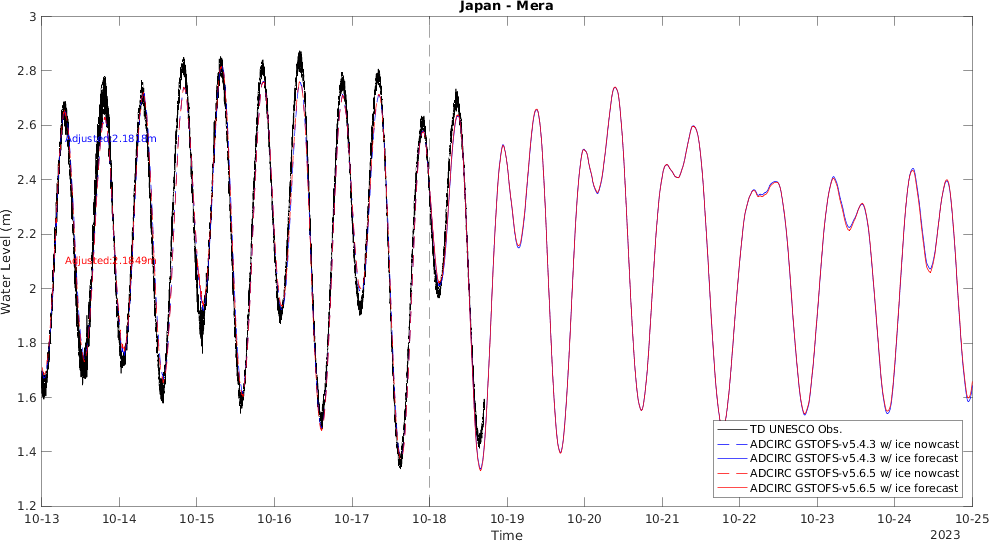 Japan - Mera
Water Level (m)
3
2.8
2.6
2.4
2.2
2
1.8
1.6
1.4
1.2
Adjusted:2.1818m
Adjusted:2.1849m
TD UNESCO Obs.
ADCIRC GSTOFS-v5.4.3 w/ ice nowcast
ADCIRC GSTOFS-v5.4.3 w/ ice forecast
ADCIRC GSTOFS-v5.6.5 w/ ice nowcast
ADCIRC GSTOFS-v5.6.5 w/ ice forecast
10-13 10-14 10-15 10-16 10-17 10-18 10-19 10-20 10-21 10-22 10-23 10-24 10-25
Time
2023